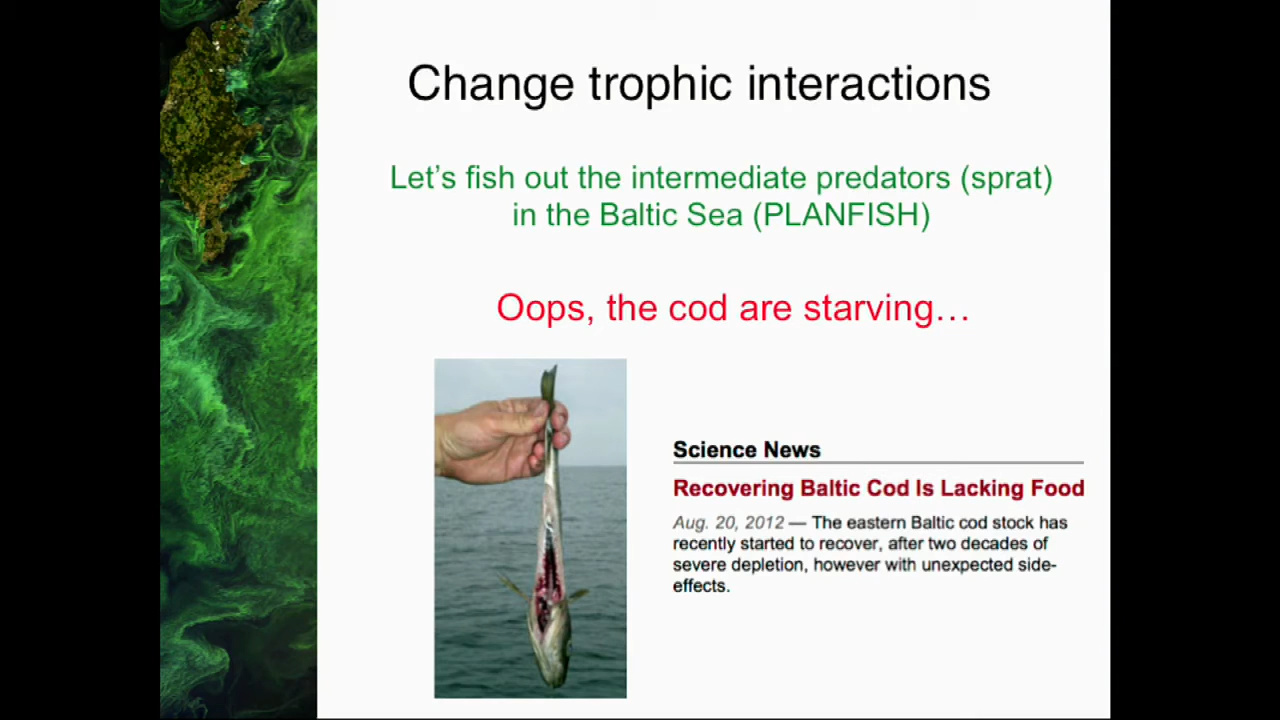 Change trophic interactions
Let's fish out the intermediate predators (sprat)
in the Baltic Sea (PLANFISH)
Oops, the cod are starving…
Science News
Recovering Baltic Cod Is Lacking Food
Aug. 20, 2012 — The eastern Baltic cod stock has
recently started to recover, after two decades of
severe depletion, however with unexpected side-
effects.